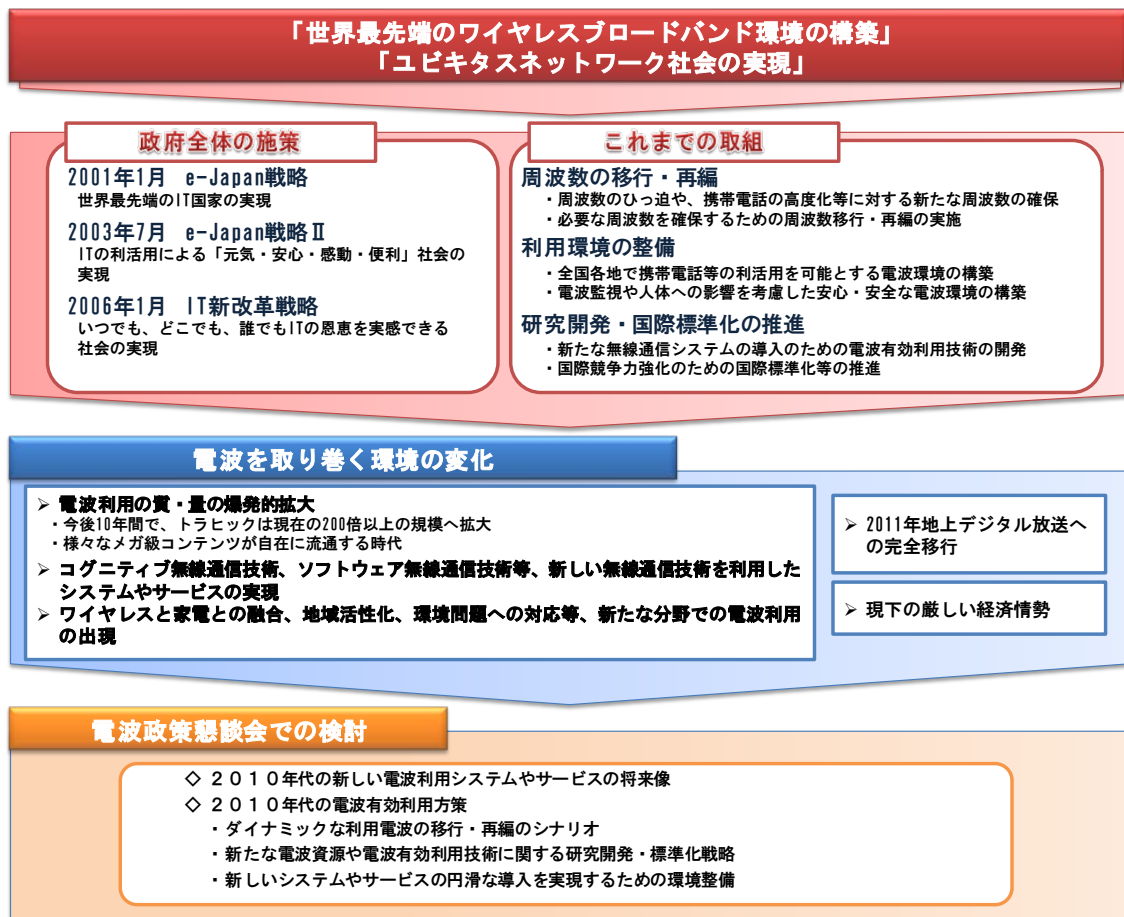 「世界最先端のワイヤレスブロードバンド環境の構築」
「ユビキタスネットワーク社会の実現」
政府全体の施策
2001年1月 e-Japan戦略
世界最先端のIT国家の実現
2003年7月 e-Japan戦略Ⅱ
ITの利活用による「元気・安心・感動・便利」社会の
実現
2006年1月 IT新改革戦略
いつでも、どこでも、誰でもITの恩恵を実感できる
社会の実現
これまでの取組
周波数の移行・再編
・周波数のひっ迫や、携帯電話の高度化等に対する新たな周波数の確保
・必要な周波数を確保するための周波数移行・再編の実施
利用環境の整備
・全国各地で携帯電話等の利活用を可能とする電波環境の構築
・電波監視や人体への影響を考慮した安心・安全な電波環境の構築
研究開発・国際標準化の推進
・新たな無線通信システムの導入のための電波有効利用技術の開発
・国際競争力強化のための国際標準化等の推進
電波を取り巻く環境の変化
➢ 電波利用の質・量の爆発的拡大
・今後10年間で、トラヒックは現在の200倍以上の規模へ拡大
・様々なメガ級コンテンツが自在に流通する時代
➢ コグニティブ無線通信技術、ソフトウェア無線通信技術等、新しい無線通信技術を利用した
システムやサービスの実現
➢ ワイヤレスと家電との融合、地域活性化、環境問題への対応等、新たな分野での電波利用
の出現
➢ 2011年地上デジタル放送へ
の完全移行
➢ 現下の厳しい経済情勢
電波政策懇談会での検討
◇ ２０１０年代の新しい電波利用システムやサービスの将来像
◇ ２０１０年代の電波有効利用方策
・ダイナミックな利用電波の移行・再編のシナリオ
・新たな電波資源や電波有効利用技術に関する研究開発・標準化戦略
・新しいシステムやサービスの円滑な導入を実現するための環境整備